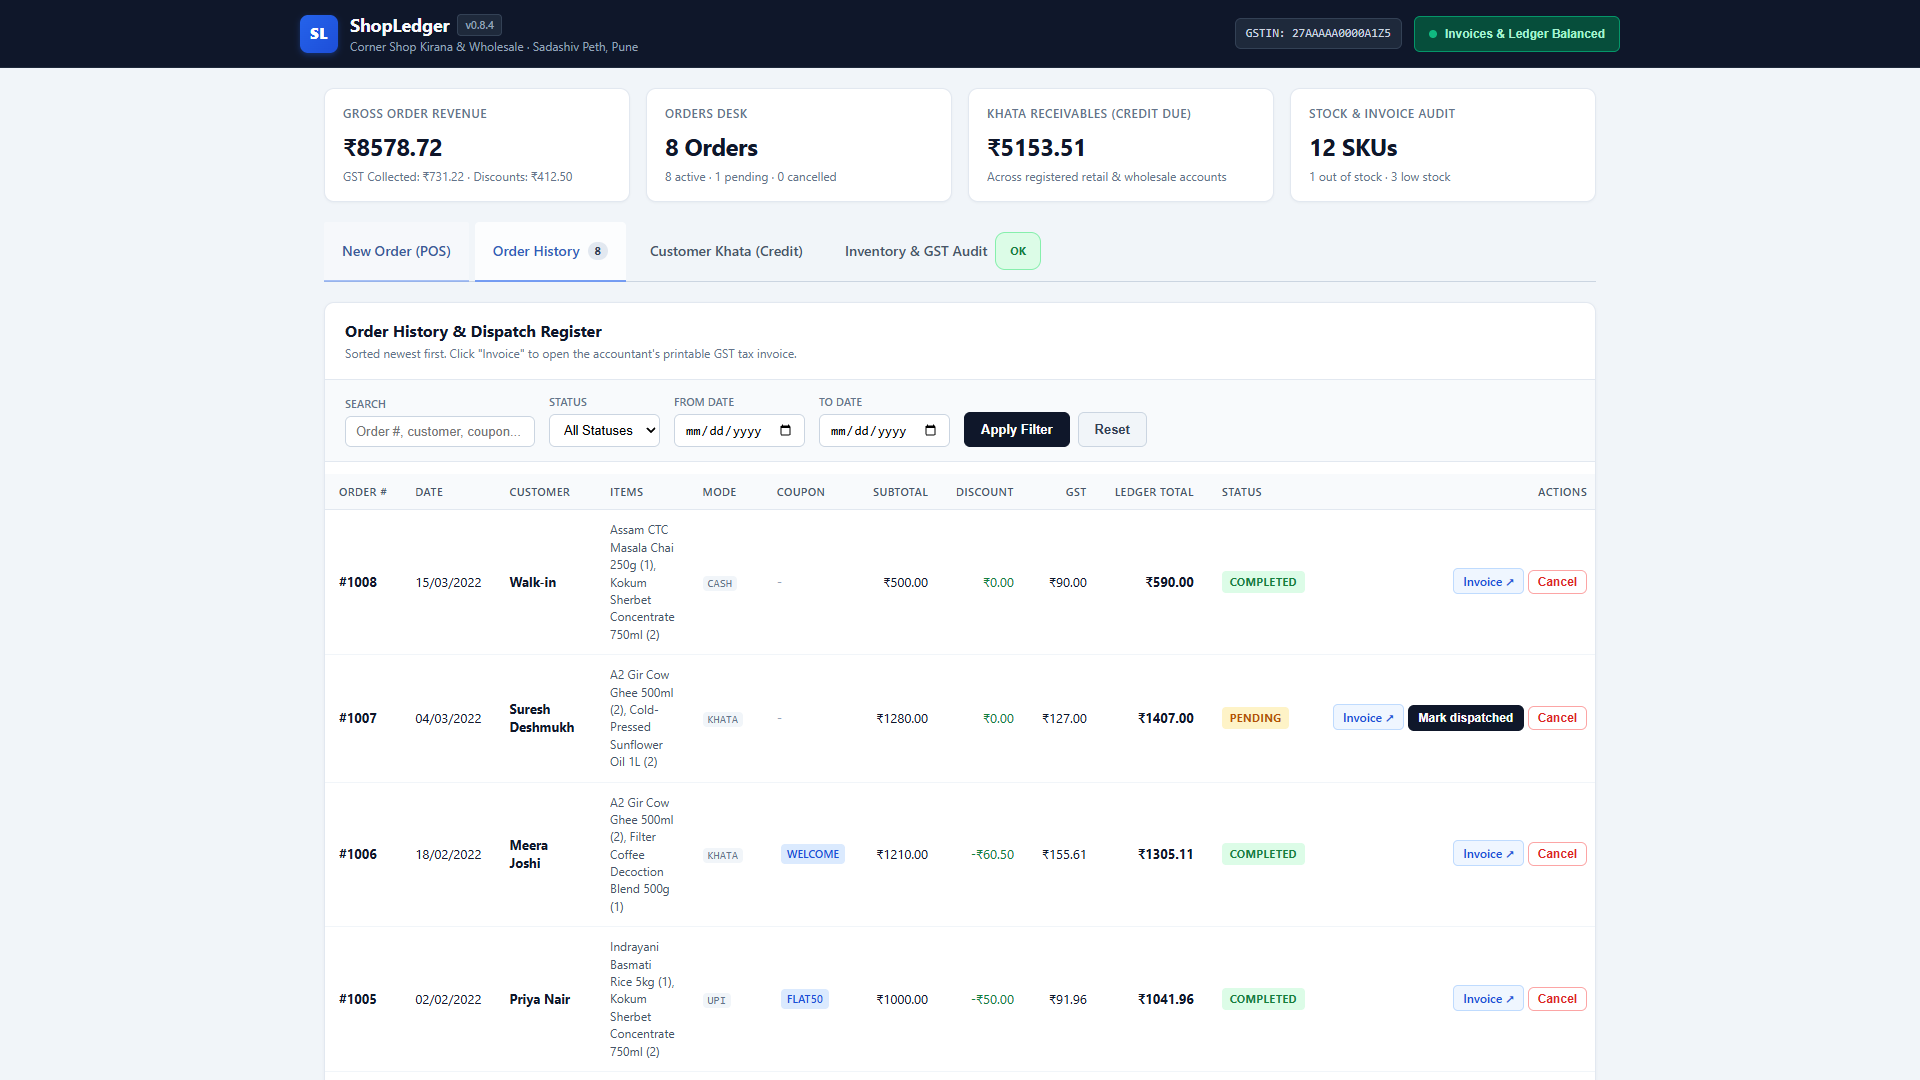 SL
ShopLedger v0.8.4
Corner Shop Kirana & Wholesale · Sadashiv Peth, Pune
GSTIN: 27AAAAA0000A1Z5
Invoices & Ledger Balanced
GROSS ORDER REVENUE
₹8578.72
GST Collected: ₹731.22 · Discounts: ₹412.50
ORDERS DESK
8 Orders
8 active · 1 pending · 0 cancelled
KHATA RECEIVABLES (CREDIT DUE)
₹5153.51
Across registered retail & wholesale accounts
STOCK & INVOICE AUDIT
12 SKUs
1 out of stock · 3 low stock
New Order (POS)
Order History 8
Customer Khata (Credit)
Inventory & GST Audit OK
Order History & Dispatch Register
Sorted newest first. Click "Invoice" to open the accountant's printable GST tax invoice.
SEARCH
Order #, customer, coupon...
STATUS
All Statuses
FROM DATE
mm/dd/yyyy
TO DATE
mm/dd/yyyy
Apply Filter
Reset
ORDER # DATE CUSTOMER ITEMS MODE COUPON SUBTOTAL DISCOUNT GST LEDGER TOTAL STATUS ACTIONS
#1008
15/03/2022
Walk-in
Assam CTC
Masala Chai
250g (1),
Kokum
Sherbet
Concentrate
750ml (2)
CASH
-
₹500.00
₹0.00
₹90.00
₹590.00
COMPLETED
Invoice ↗
Cancel
#1007
04/03/2022
Suresh
Deshmukh
A2 Gir Cow
Ghee 500ml
(2), Cold-
Pressed
Sunflower
Oil 1L (2)
KHATA
-
₹1280.00
₹0.00
₹127.00
₹1407.00
PENDING
Invoice ↗
Mark dispatched
Cancel
#1006
18/02/2022
Meera
Joshi
A2 Gir Cow
Ghee 500ml
(2), Filter
Coffee
Decoction
Blend 500g
(1)
KHATA
WELCOME
₹1210.00
-₹60.50
₹155.61
₹1305.11
COMPLETED
Invoice ↗
Cancel
#1005
02/02/2022
Priya Nair
Indrayani
Basmati
Rice 5kg (1),
Kokum
Sherbet
Concentrate
750ml (2)
UPI
FLAT50
₹1000.00
-₹50.00
₹91.96
₹1041.96
COMPLETED
Invoice ↗
Cancel